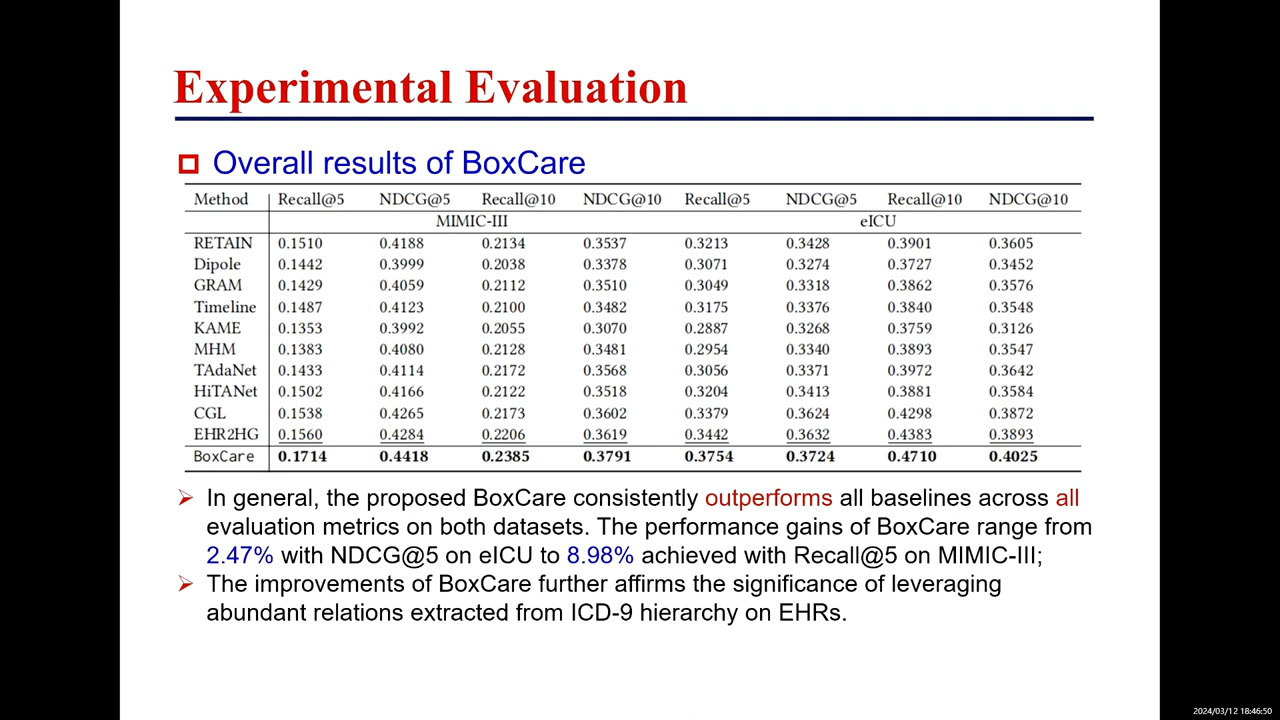 Experimental Evaluation
Overall results of BoxCare
Method Recall@5 NDCG@5 Recall@10 NDCG@10 Recall@5 NDCG@5 Recall@10 NDCG@10
MIMIC-III eICU
RETAIN 0.1510 0.4188 0.2134 0.3537 0.3213 0.3428 0.3901 0.3605
Dipole 0.1442 0.3999 0.2038 0.3378 0.3071 0.3274 0.3727 0.3452
GRAM 0.1429 0.4059 0.2112 0.3510 0.3049 0.3318 0.3862 0.3576
Timeline 0.1487 0.4123 0.2100 0.3482 0.3175 0.3376 0.3840 0.3548
KAME 0.1353 0.3992 0.2055 0.3070 0.2887 0.3268 0.3759 0.3126
MHM 0.1383 0.4080 0.2128 0.3481 0.2954 0.3340 0.3893 0.3547
TAdaNet 0.1433 0.4114 0.2172 0.3568 0.3056 0.3371 0.3972 0.3642
HiTANet 0.1502 0.4166 0.2122 0.3518 0.3204 0.3413 0.3881 0.3584
CGL 0.1538 0.4265 0.2173 0.3602 0.3379 0.3624 0.4298 0.3872
EHR2HG 0.1560 0.4284 0.2206 0.3619 0.3442 0.3632 0.4383 0.3893
BoxCare 0.1714 0.4418 0.2385 0.3791 0.3754 0.3724 0.4710 0.4025
In general, the proposed BoxCare consistently outperforms all baselines across all
evaluation metrics on both datasets. The performance gains of BoxCare range from
2.47% with NDCG@5 on eICU to 8.98% achieved with Recall@5 on MIMIC-III;
The improvements of BoxCare further affirms the significance of leveraging
abundant relations extracted from ICD-9 hierarchy on EHRs.
2024/03/12 18:46:50